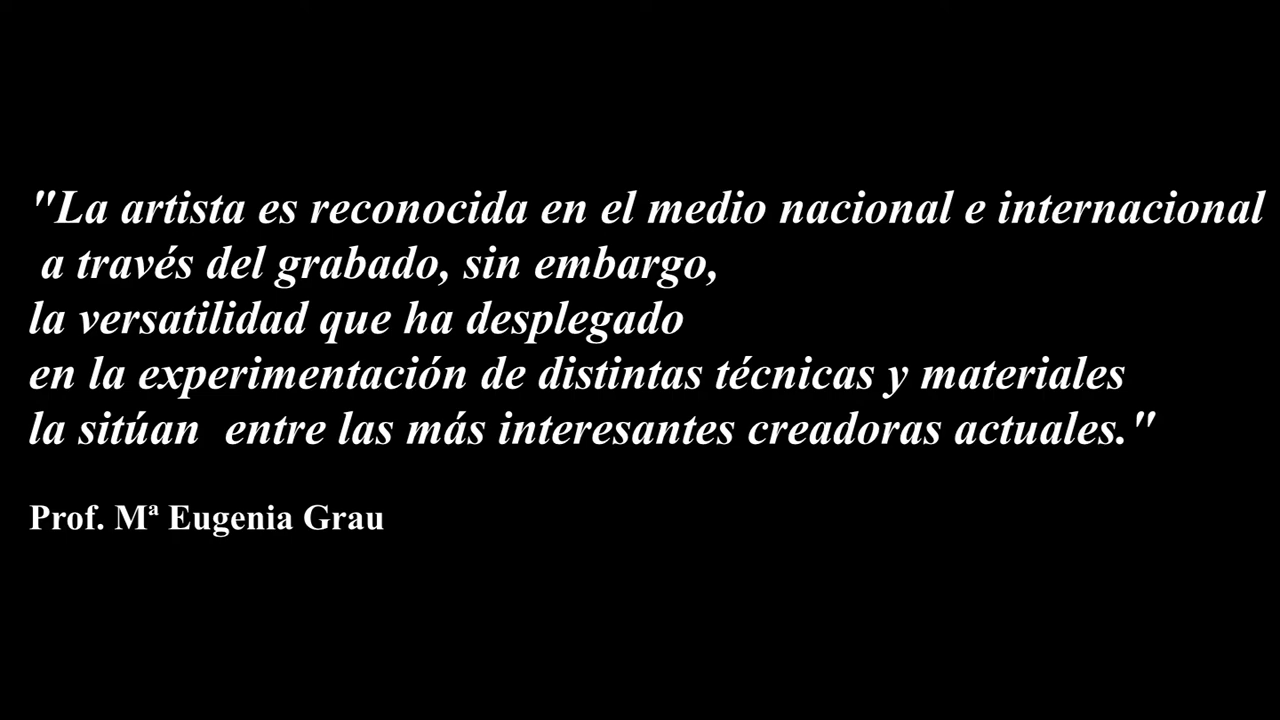 "La artista es reconocida en el medio nacional e internacional
a través del grabado, sin embargo,
la versatilidad que ha desplegado
en la experimentación de distintas técnicas y materiales
la sitúan  entre las más interesantes creadoras actuales."
Prof. Mª Eugenia Grau